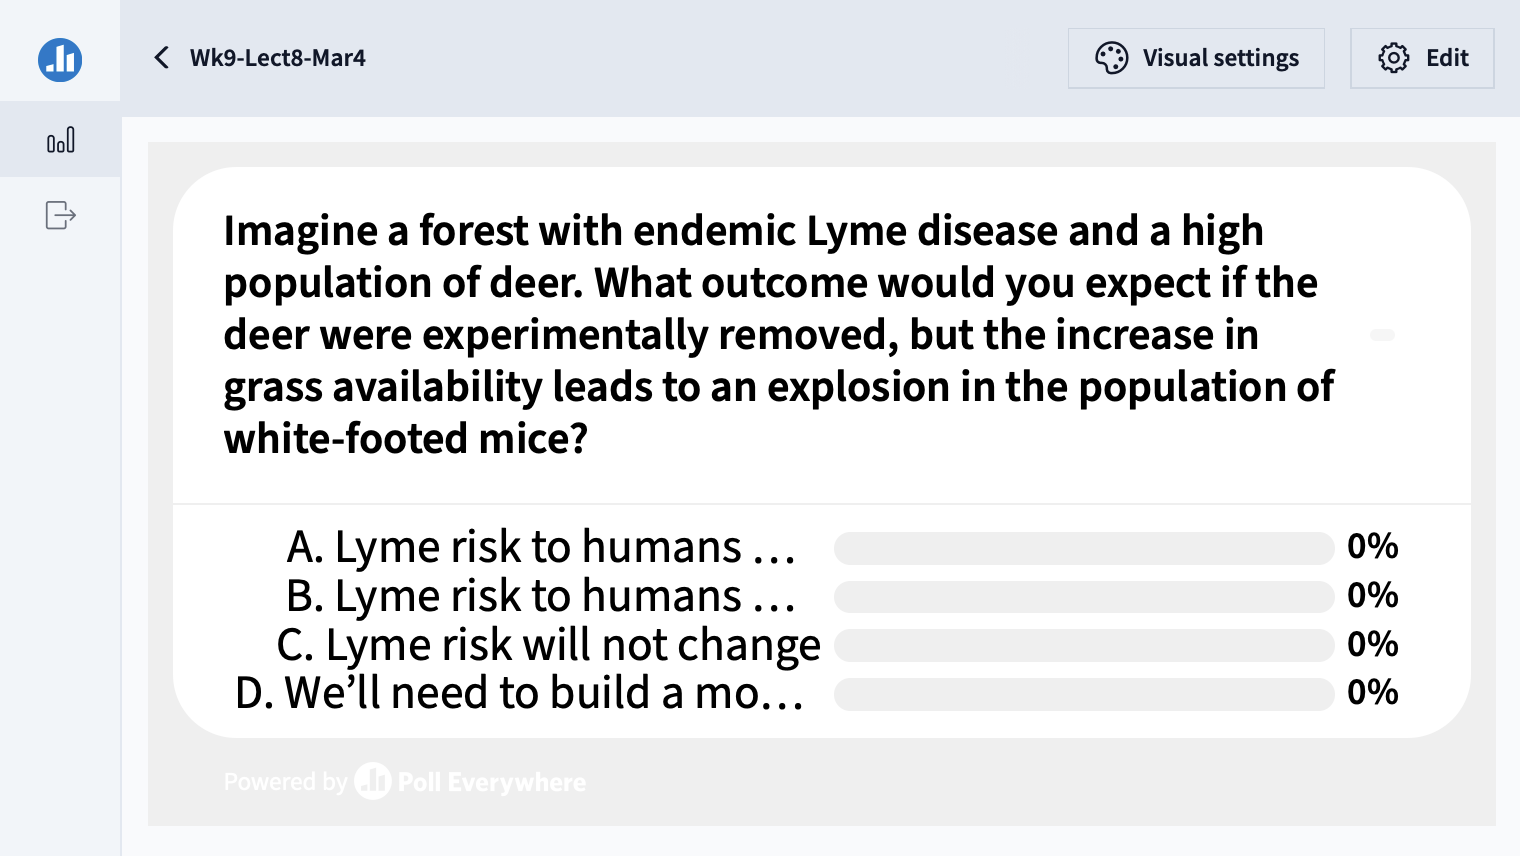 Wk9-Lect8-Mar4
Visual settings
Edit
Imagine a forest with endemic Lyme disease and a high
population of deer. What outcome would you expect if the
deer were experimentally removed, but the increase in
grass availability leads to an explosion in the population of
white-footed mice?
A. Lyme risk to humans … 0%
B. Lyme risk to humans … 0%
C. Lyme risk will not change 0%
D. We’ll need to build a mo… 0%
Powered by Poll Everywhere